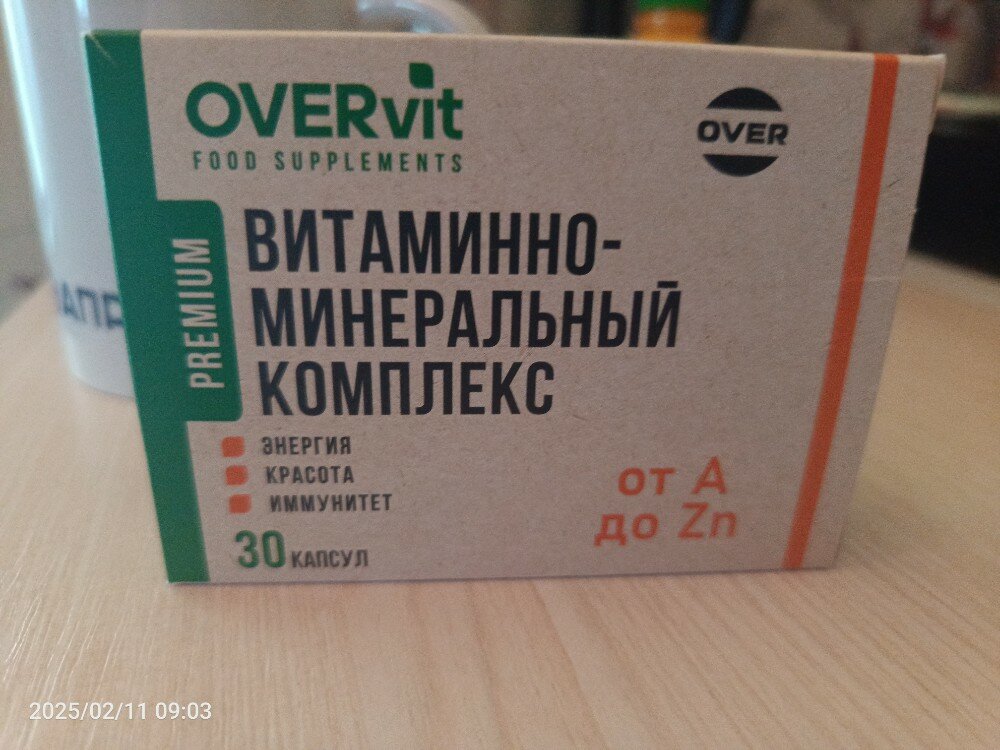 OVERvit
FOOD SUPPLEMENTS
OVER
PREMIUM
ВИТАМИННО-
МИНЕРАЛЬНЫЙ
КОМПЛЕКС
ЭНЕРГИЯ
КРАСОТА
ИММУНИТЕТ
30 КАПСУЛ
от А
до Zn
2025/02/11 09:03